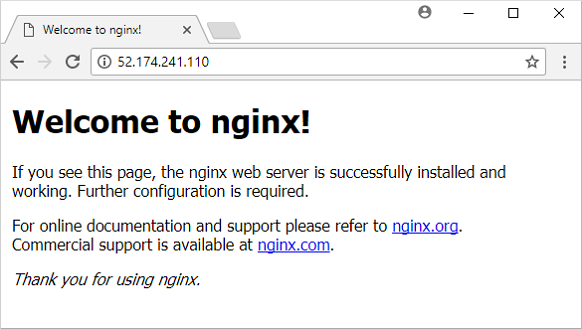 Welcome to nginx!
52.174.241.110
Welcome to nginx!
If you see this page, the nginx web server is successfully installed and
working. Further configuration is required.
For online documentation and support please refer to nginx.org.
Commercial support is available at nginx.com.
Thank you for using nginx.